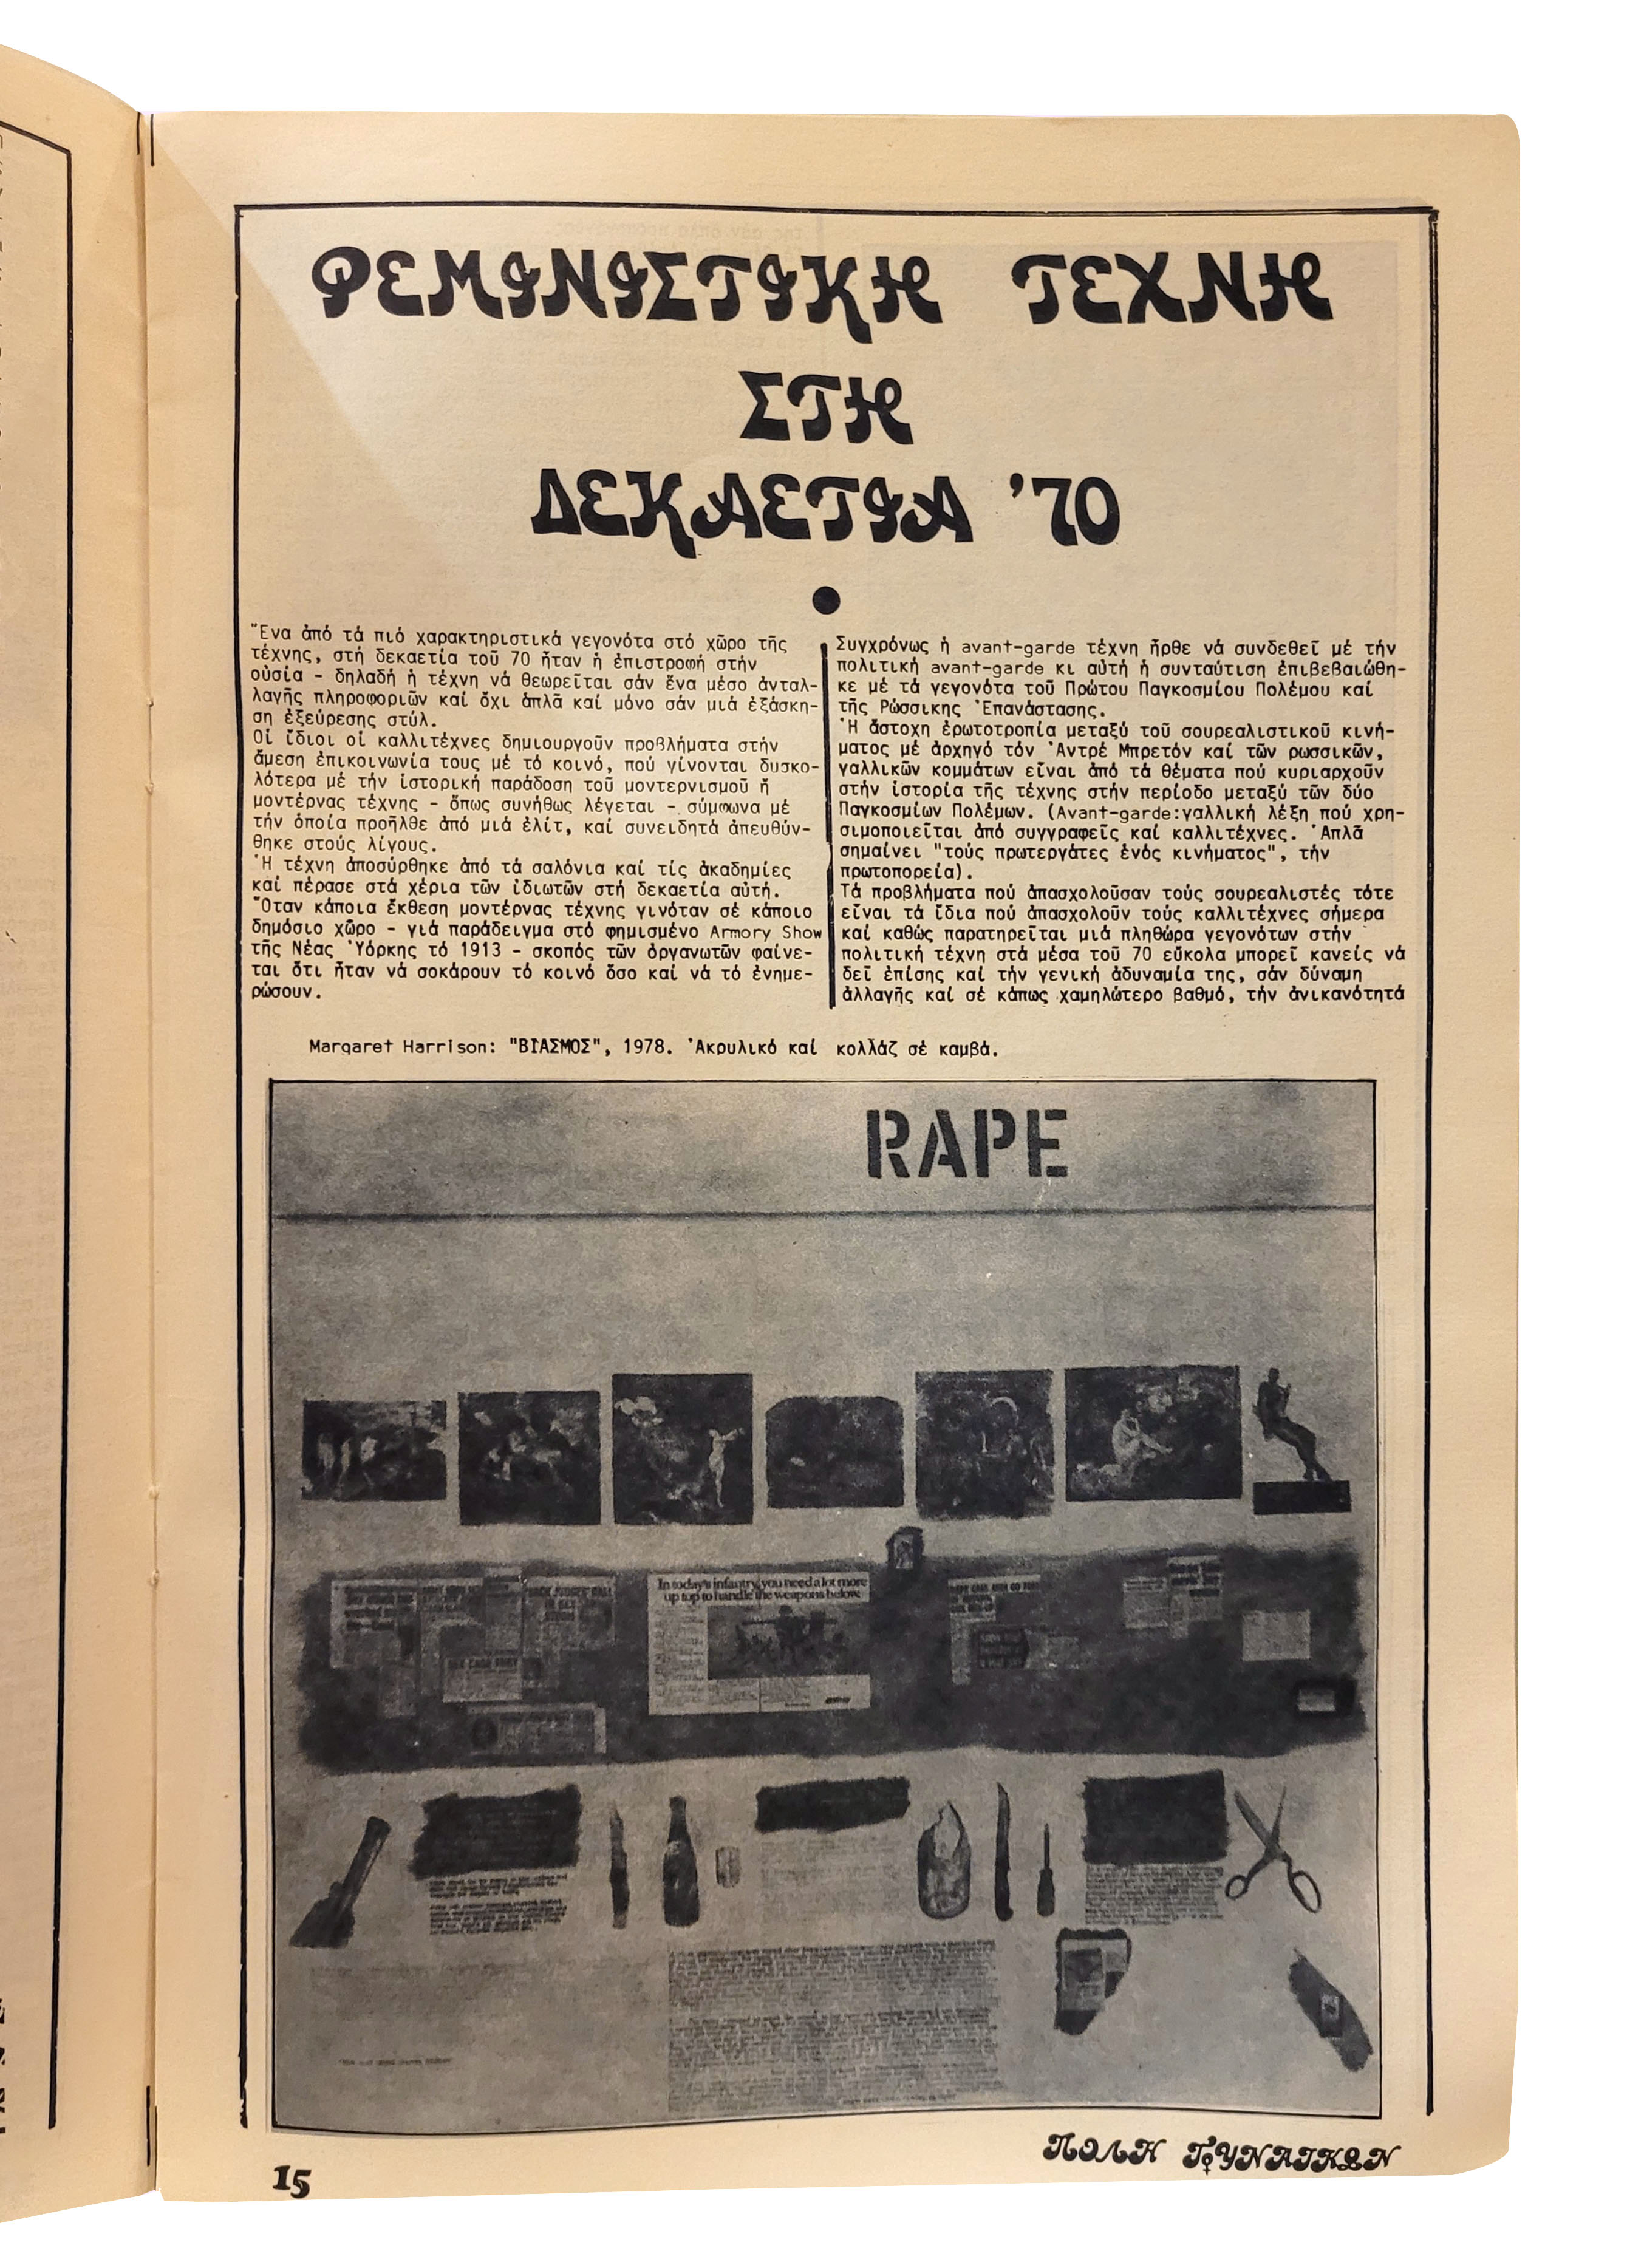 ΦΕΜΙΝΙΣΤΙΚΗ ΤΕΧΝΗ
ΣΤΗ
ΔΕΚΑΕΤΙΑ '70
Ἕνα ἀπό τά πιό χαρακτηριστικά γεγονότα στό χῶρο τῆς
τέχνης, στή δεκαετία τοῦ 70 ἦταν ἡ ἐπιστροφή στήν
οὐσία - δηλαδή ἡ τέχνη νά θεωρεῖται σάν ἕνα μέσο ἀνταλ-
λαγῆς πληροφοριῶν καί ὄχι ἁπλᾶ καί μόνο σάν μιά ἐξάσκη-
ση ἐξεύρεσης στύλ.
Οἱ ἴδιοι οἱ καλλιτέχνες δημιουργοῦν προβλήματα στήν
ἄμεση ἐπικοινωνία τους μέ τό κοινό, πού γίνονται δυσκο-
λότερα μέ τήν ἱστορική παράδοση τοῦ μοντερνισμοῦ ἤ
μοντέρνας τέχνης - ὅπως συνήθως λέγεται - σύμφωνα μέ
τήν ὁποία προῆλθε ἀπό μιά ἐλίτ, καί συνειδητά ἀπευθύν-
θηκε στούς λίγους.
Ἡ τέχνη ἀποσύρθηκε ἀπό τά σαλόνια καί τίς ἀκαδημίες
καί πέρασε στά χέρια τῶν ἰδιωτῶν στή δεκαετία αὐτή.
Ὅταν κάποια ἔκθεση μοντέρνας τέχνης γινόταν σέ κάποιο
δημόσιο χῶρο - γιά παράδειγμα στό φημισμένο Armory Show
τῆς Νέας Ὑόρκης τό 1913 - σκοπός τῶν ὀργανωτῶν φαίνε-
ται ὅτι ἦταν νά σοκάρουν τό κοινό ὅσο καί νά τό ἐνημε-
ρώσουν.
Συγχρόνως ἡ avant-garde τέχνη ἦρθε νά συνδεθεῖ μέ τήν
πολιτική avant-garde κι αὐτή ἡ συνταύτιση ἐπιβεβαιώθη-
κε μέ τά γεγονότα τοῦ Πρώτου Παγκοσμίου Πολέμου καί
τῆς Ρώσσικης Ἐπανάστασης.
Ἡ ἄστοχη ἐρωτοτροπία μεταξύ τοῦ σουρεαλιστικοῦ κινή-
ματος μέ ἀρχηγό τόν Ἀντρέ Μπρετόν καί τῶν ρωσσικῶν,
γαλλικῶν κομμάτων εἶναι ἀπό τά θέματα πού κυριαρχοῦν
στήν ἱστορία τῆς τέχνης στήν περίοδο μεταξύ τῶν δύο
Παγκοσμίων Πολέμων. (Avant-garde:γαλλική λέξη πού χρη-
σιμοποιεῖται ἀπό συγγραφεῖς καί καλλιτέχνες. Ἁπλᾶ
σημαίνει "τούς πρωτεργάτες ἑνός κινήματος", τήν
πρωτοπορεία).
Τά προβλήματα πού ἀπασχολοῦσαν τούς σουρεαλιστές τότε
εἶναι τά ἴδια πού ἀπασχολοῦν τούς καλλιτέχνες σήμερα
καί καθώς παρατηρεῖται μιά πληθώρα γεγονότων στήν
πολιτική τέχνη στά μέσα τοῦ 70 εὔκολα μπορεῖ κανείς νά
δεῖ ἐπίσης καί τήν γενική ἀδυναμία της, σάν δύναμη
ἀλλαγῆς καί σέ κάπως χαμηλώτερο βαθμό, τήν ἀνικανότητά
Margaret Harrison: "ΒΙΑΣΜΟΣ", 1978. Ἀκρυλικό καί κολλάζ σέ καμβά.
RAPE
In today's infantry, you need a lot more
up top to handle the weapons below.
ΠΟΛΗ ΓΥΝΑΙΚΩΝ
15